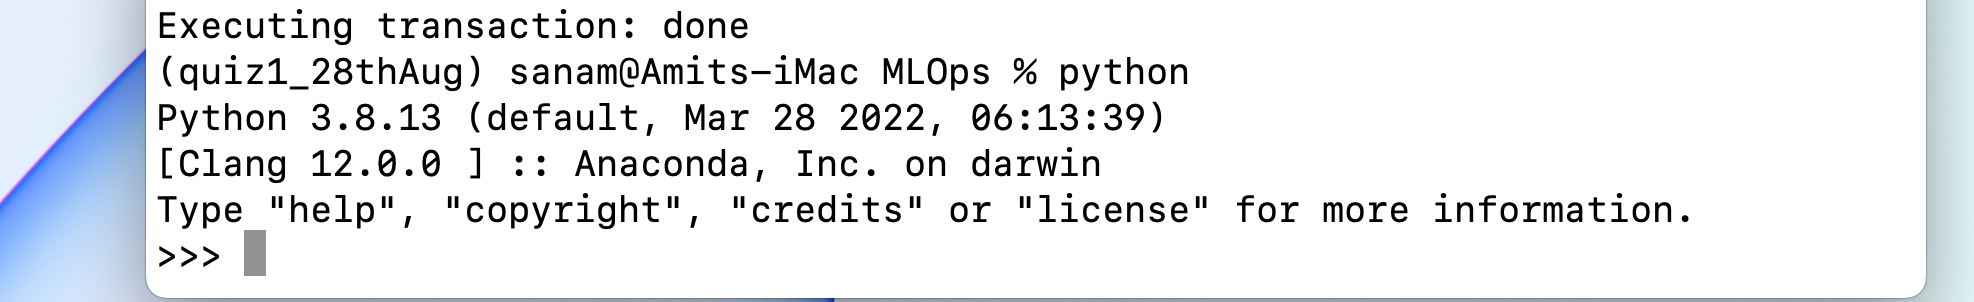 Executing transaction: done
(quiz1_28thAug) sanam@Amits-iMac MLOps % python
Python 3.8.13 (default, Mar 28 2022, 06:13:39)
[Clang 12.0.0 ] :: Anaconda, Inc. on darwin
Type "help", "copyright", "credits" or "license" for more information.
>>>